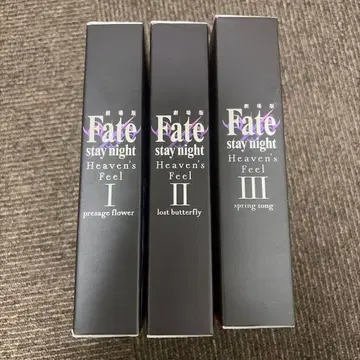 劇場版
Fate
stay night
Heaven's
Feel
I
presage flower
劇場版
Fate
stay night
Heaven's
Feel
II
lost butterfly
劇場版
Fate
stay night
Heaven's
Feel
III
spring song